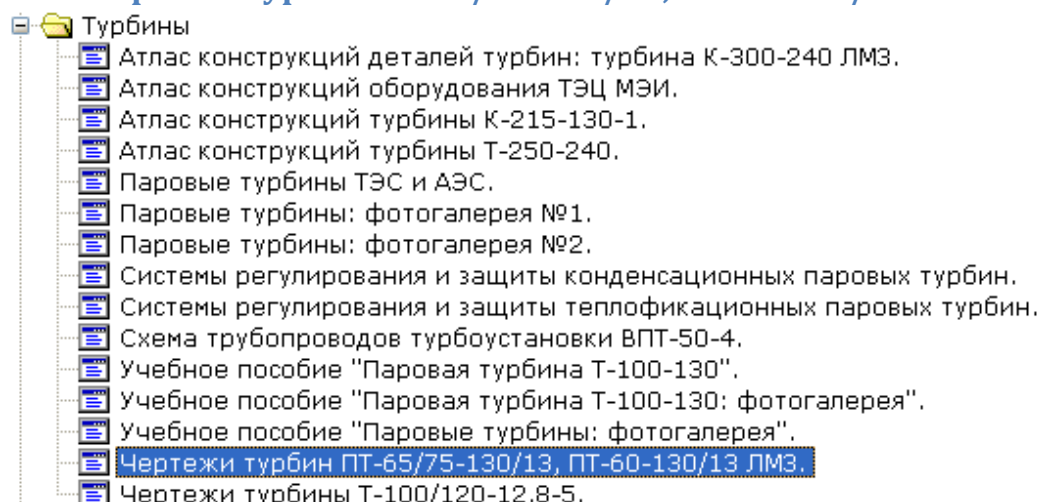 Турбины
Атлас конструкций деталей турбин: турбина К-300-240 ЛМЗ.
Атлас конструкций оборудования ТЭЦ МЭИ.
Атлас конструкций турбины К-215-130-1.
Атлас конструкций турбины Т-250-240.
Паровые турбины ТЭС и АЭС.
Паровые турбины: фотогалерея №1.
Паровые турбины: фотогалерея №2.
Системы регулирования и защиты конденсационных паровых турбин.
Системы регулирования и защиты теплофикационных паровых турбин.
Схема трубопроводов турбоустановки ВПТ-50-4.
Учебное пособие "Паровая турбина Т-100-130".
Учебное пособие "Паровая турбина Т-100-130: фотогалерея".
Учебное пособие "Паровые турбины: фотогалерея".
Чертежи турбин ПТ-65/75-130/13, ПТ-60-130/13 ЛМЗ.
Чертежи турбины Т-100/120-12,8-5.